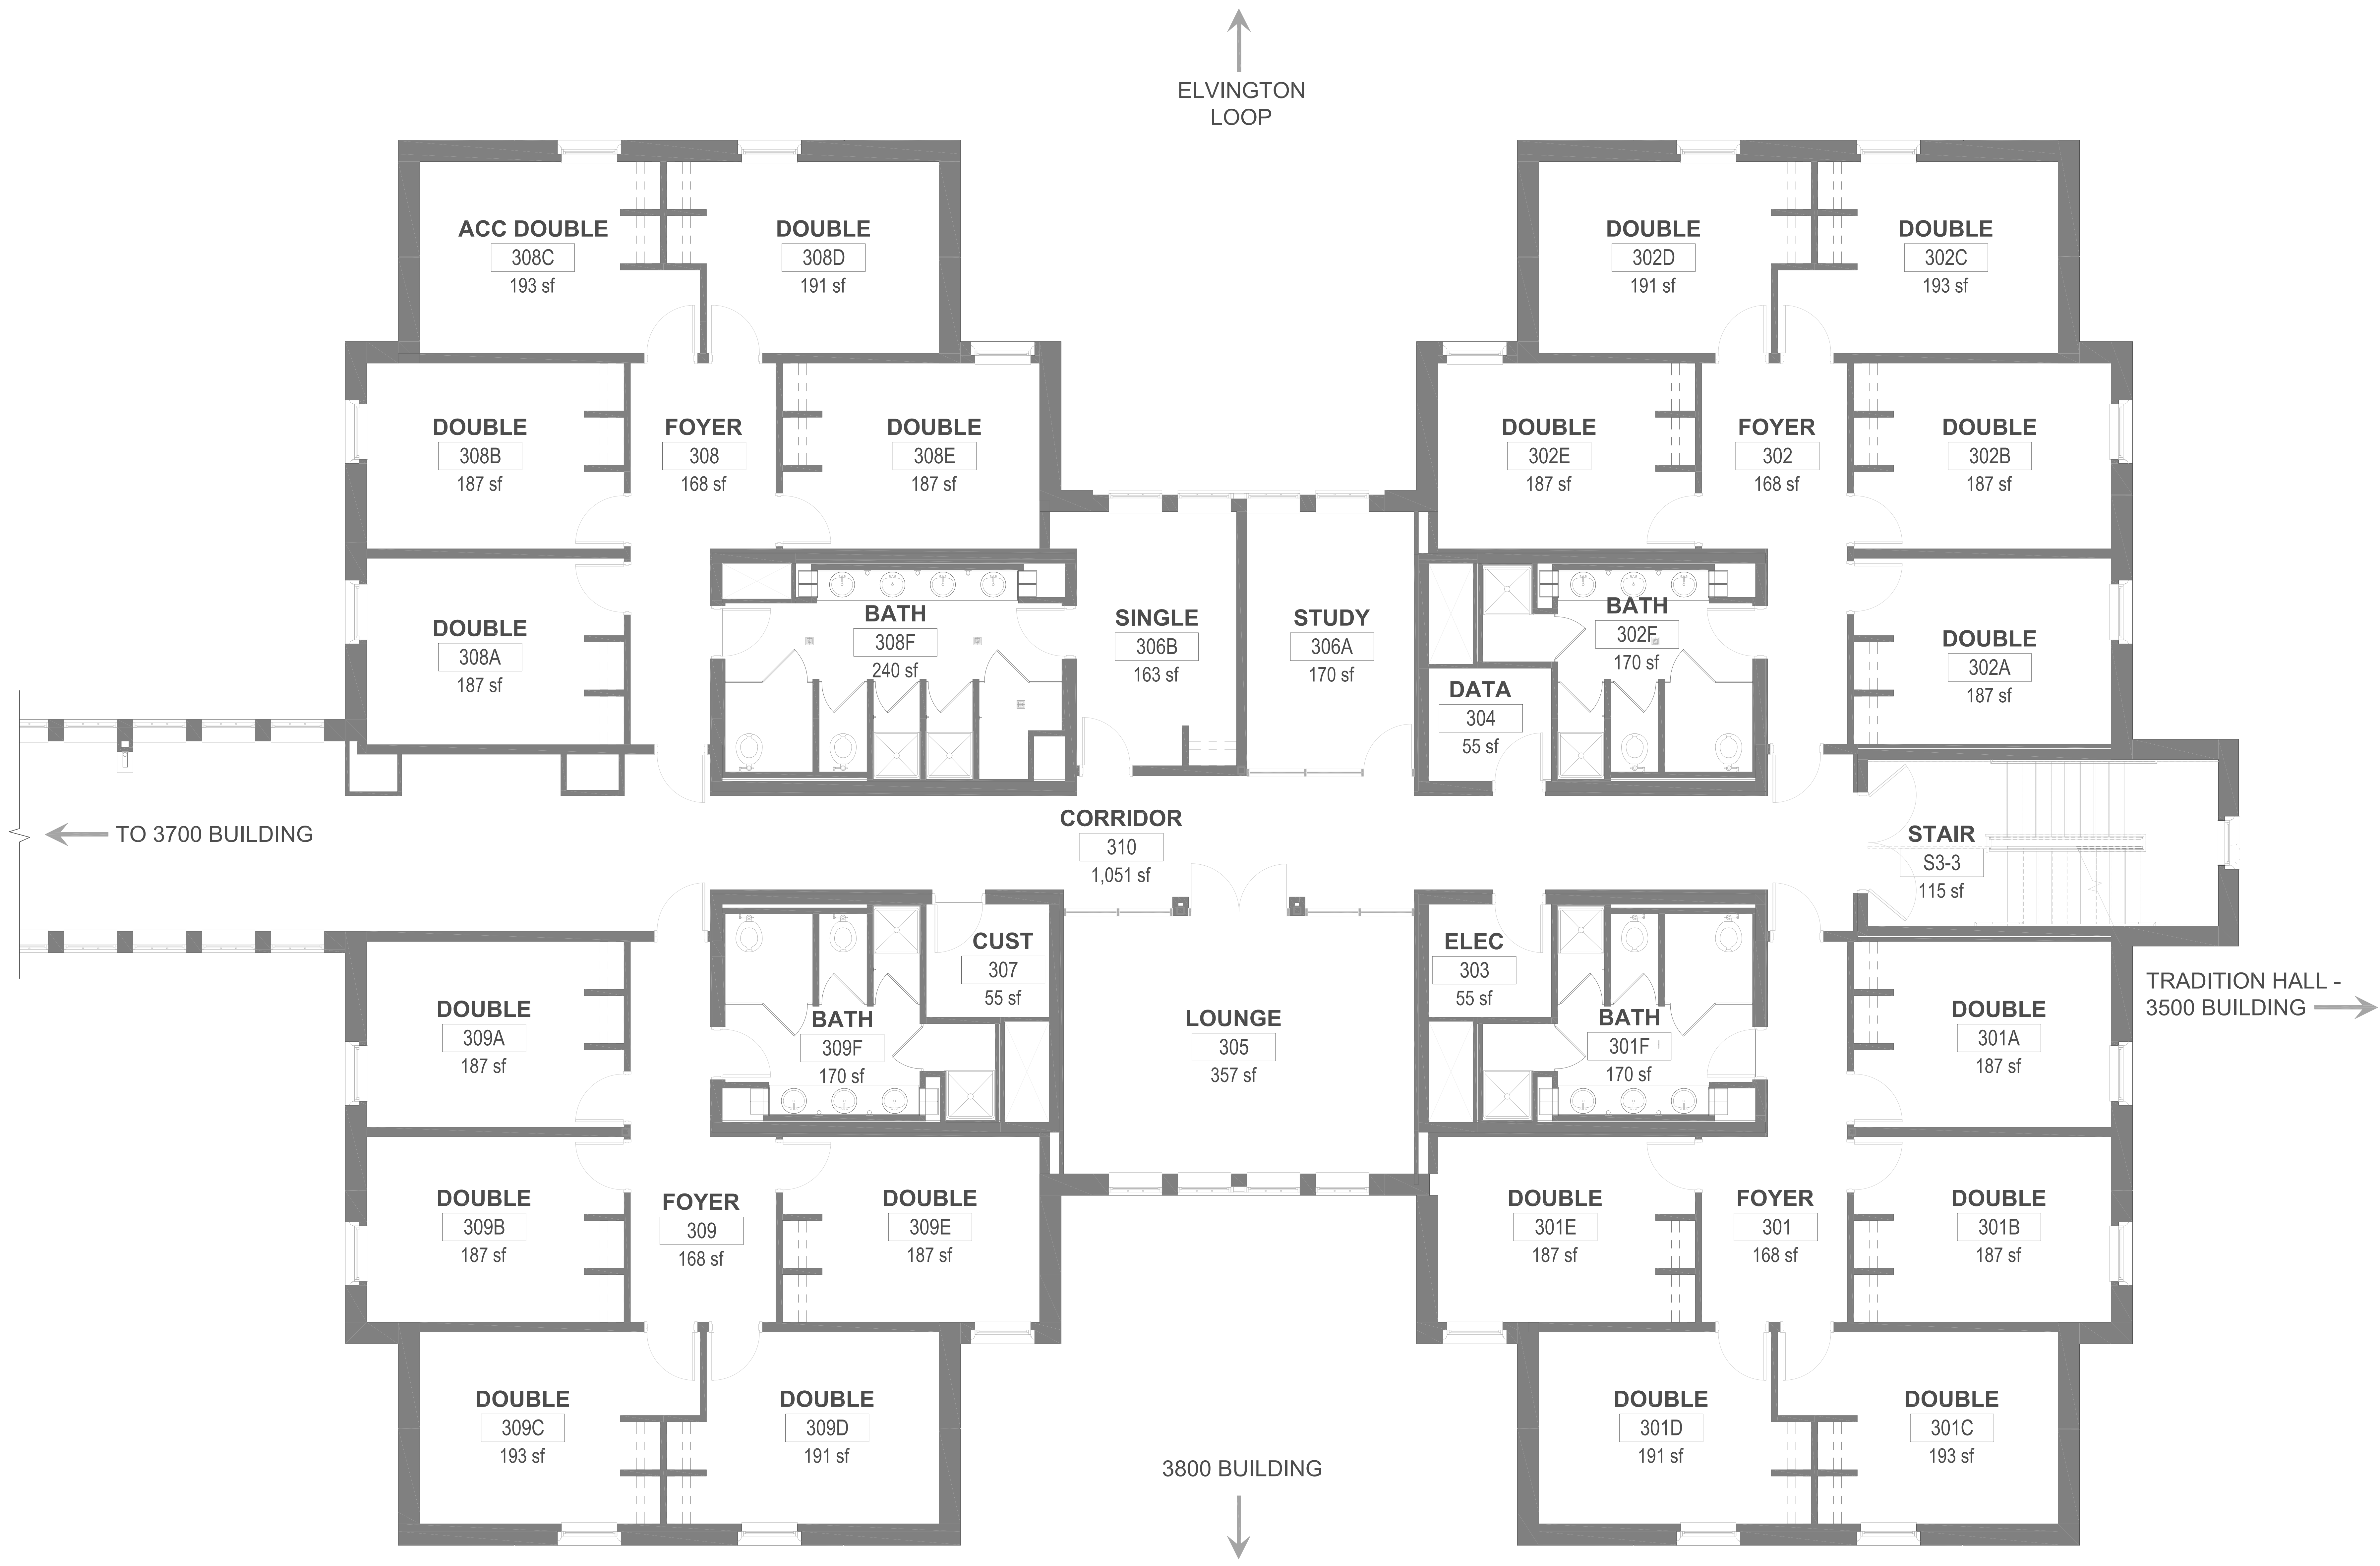 ELVINGTON
LOOP
ACC DOUBLE
308C
193 sf
DOUBLE
308D
191 sf
DOUBLE
302D
191 sf
DOUBLE
302C
193 sf
DOUBLE
308B
187 sf
FOYER
308
168 sf
DOUBLE
308E
187 sf
DOUBLE
302E
187 sf
FOYER
302
168 sf
DOUBLE
302B
187 sf
DOUBLE
308A
187 sf
BATH
308F
240 sf
SINGLE
306B
163 sf
STUDY
306A
170 sf
BATH
302F
170 sf
DOUBLE
302A
187 sf
DATA
304
55 sf
TO 3700 BUILDING
CORRIDOR
310
1,051 sf
STAIR
S3-3
115 sf
CUST
307
55 sf
ELEC
303
55 sf
TRADITION HALL -
3500 BUILDING
DOUBLE
309A
187 sf
BATH
309F
170 sf
LOUNGE
305
357 sf
BATH
301F
170 sf
DOUBLE
301A
187 sf
DOUBLE
309B
187 sf
FOYER
309
168 sf
DOUBLE
309E
187 sf
DOUBLE
301E
187 sf
FOYER
301
168 sf
DOUBLE
301B
187 sf
DOUBLE
309C
193 sf
DOUBLE
309D
191 sf
DOUBLE
301D
191 sf
DOUBLE
301C
193 sf
3800 BUILDING